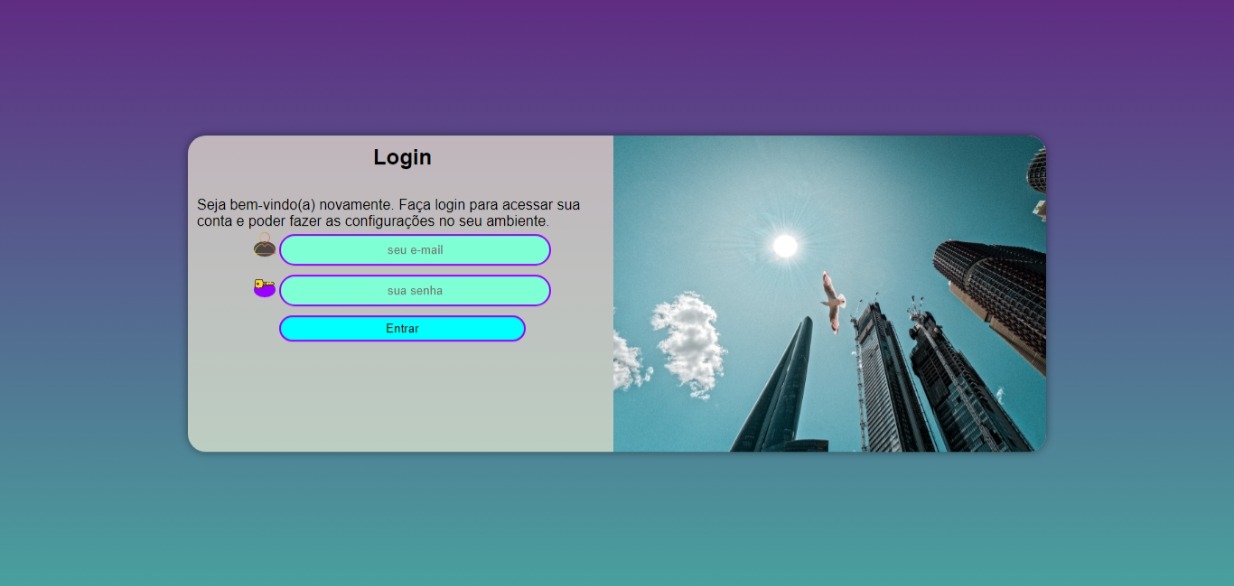 Login
Seja bem-vindo(a) novamente. Faça login para acessar sua
conta e poder fazer as configurações no seu ambiente.
seu e-mail
sua senha
Entrar